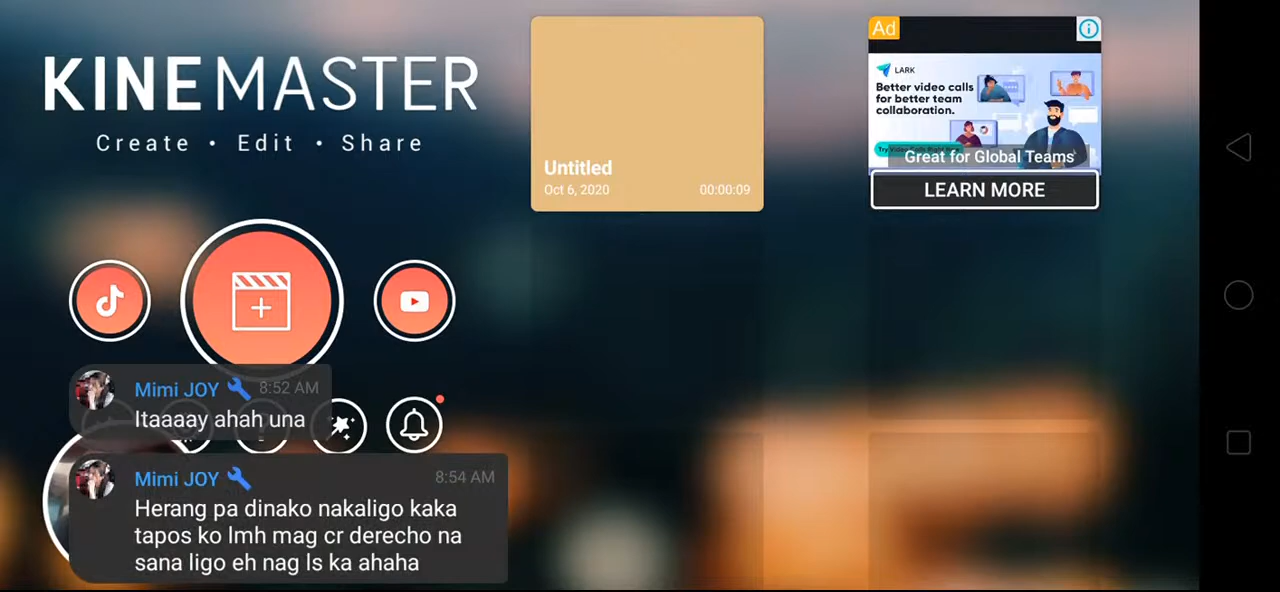 KINEMASTER
Create • Edit • Share
Untitled
Oct 6, 2020 00:00:09
Ad
LARK
Better video calls
for better team
collaboration.
Great for Global Teams
LEARN MORE
Mimi JOY 8:52 AM
Itaaaay ahah una
Mimi JOY 8:54 AM
Herang pa dinako nakaligo kaka
tapos ko lmh mag cr derecho na
sana ligo eh nag ls ka ahaha